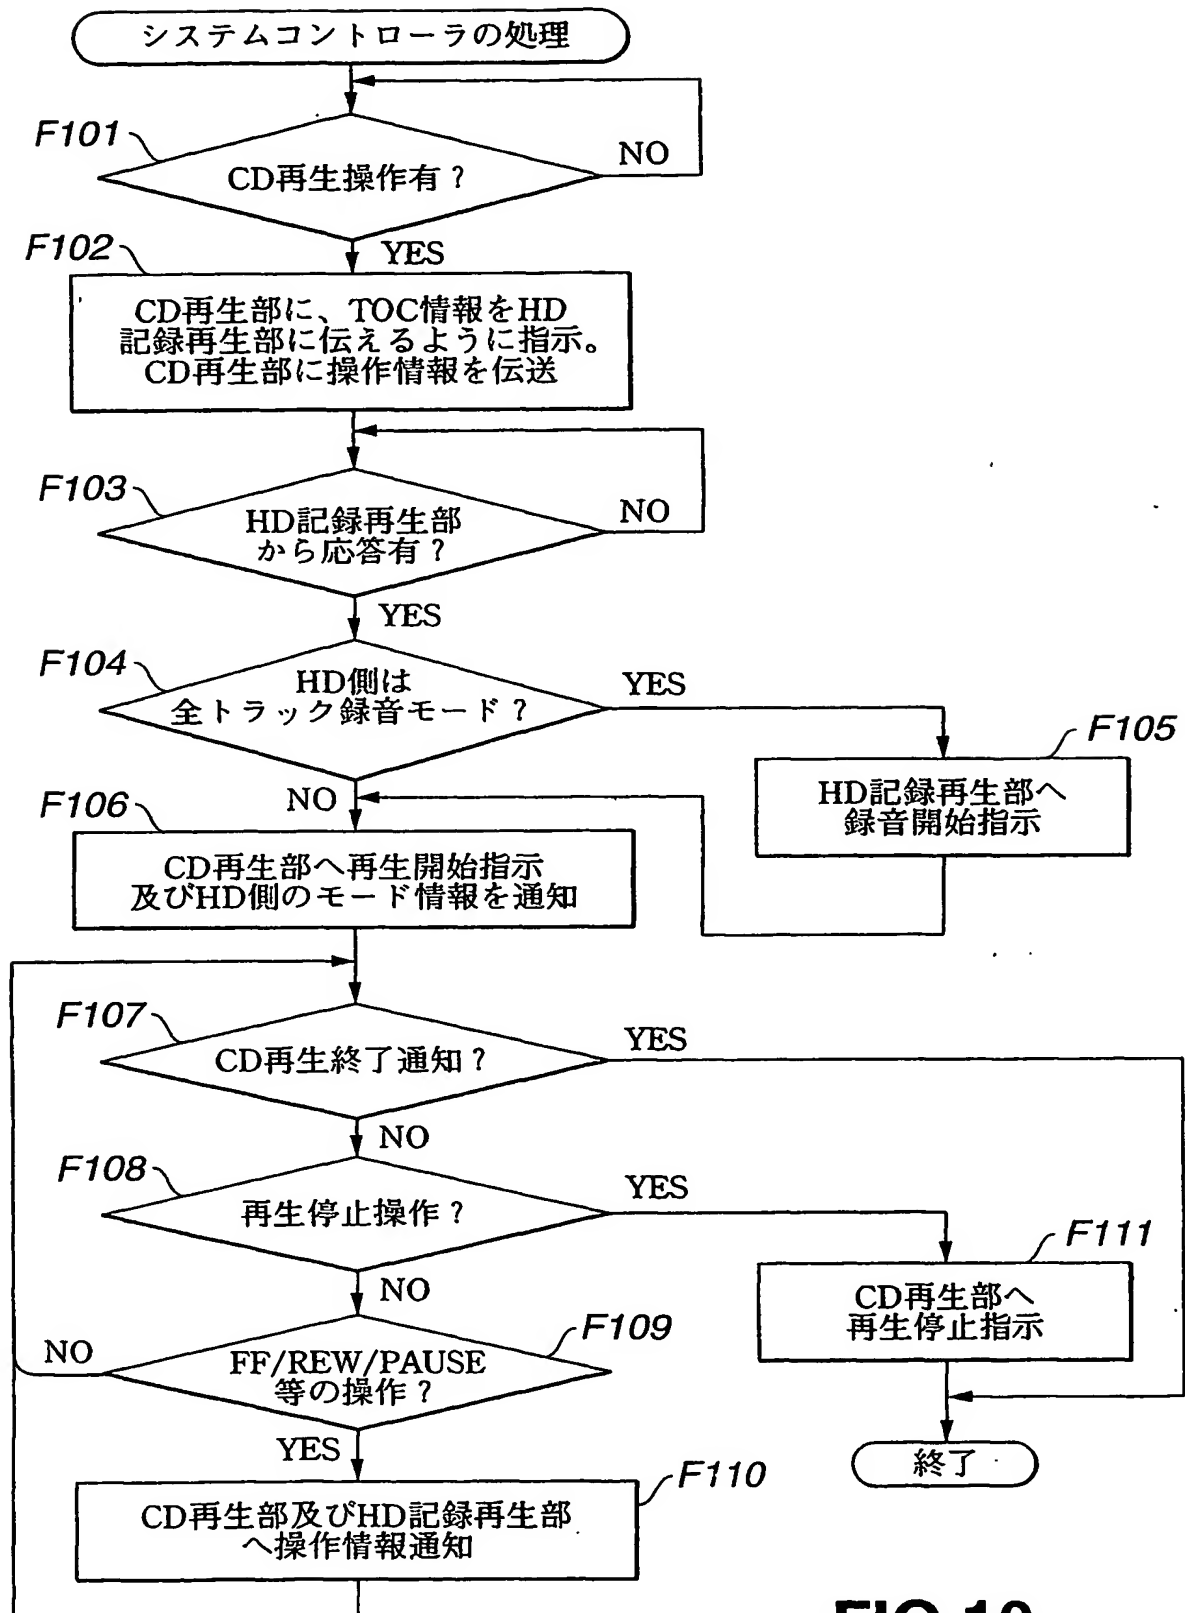 システムコントローラの処理
F101
CD再生操作有?
NO
F102
YES
CD再生部に、TOC情報をHD
記録再生部に伝えるように指示。
CD再生部に操作情報を伝送
F103
HD記録再生部
から応答有?
NO
YES
F104
HD側は
全トラック録音モード?
YES
F105
HD記録再生部へ
録音開始指示
NO
F106
CD再生部へ再生開始指示
及びHD側のモード情報を通知
F107
CD再生終了通知?
YES
NO
F108
再生停止操作?
YES
F111
CD再生部へ
再生停止指示
NO
F109
FF/REW/PAUSE
等の操作?
NO
YES
終了
F110
CD再生部及びHD記録再生部
へ操作情報通知